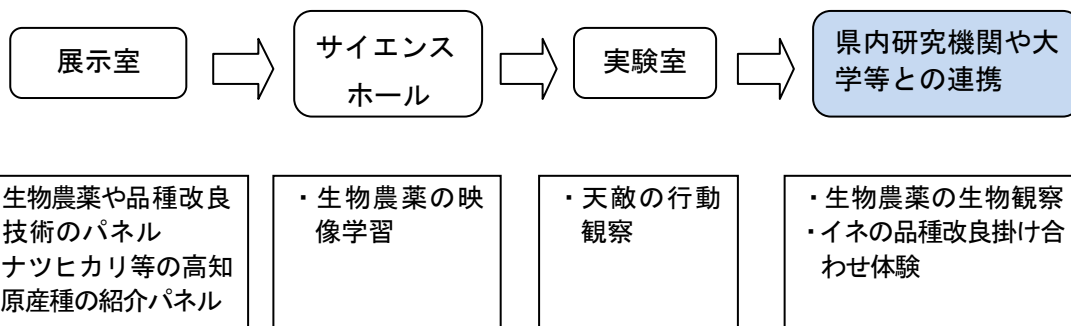 展示室
サイエンス
ホール
実験室
県内研究機関や大
学等との連携
生物農薬や品種改良
技術のパネル
ナツヒカリ等の高知
原産種の紹介パネル
・生物農薬の映
像学習
・天敵の行動
観察
・生物農薬の生物観察
・イネの品種改良掛け合
わせ体験